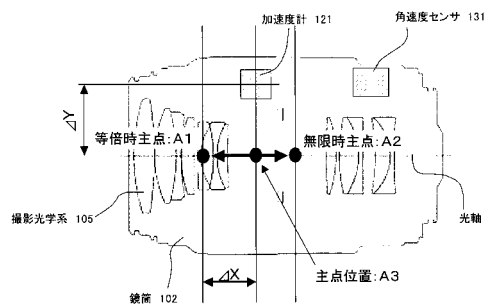 加速度計 121
角速度センサ 131
⊿Y
等倍時主点:A1
無限時主点:A2
撮影光学系 105
光軸
⊿X
主点位置:A3
鏡筒 102